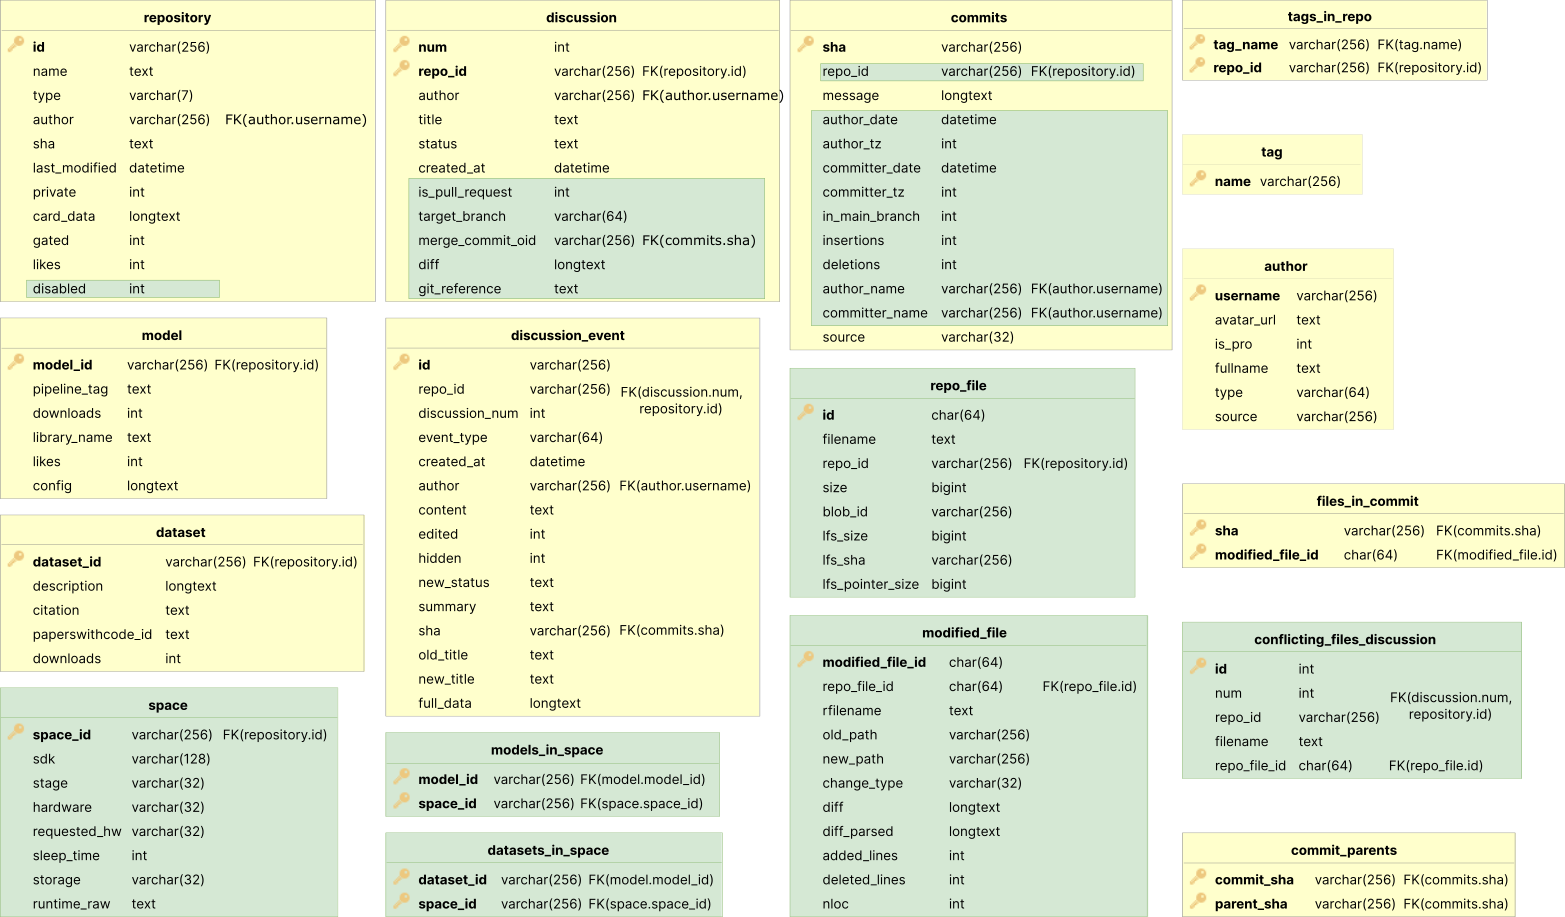 repository
id varchar(256)
name text
type varchar(7)
author varchar(256) FK(author.username)
sha text
last_modified datetime
private int
card_data longtext
gated int
likes int
disabled int
model
model_id varchar(256) FK(repository.id)
pipeline_tag text
downloads int
library_name text
likes int
config longtext
dataset
dataset_id varchar(256) FK(repository.id)
description longtext
citation text
paperswithcode_id text
downloads int
space
space_id varchar(256) FK(repository.id)
sdk varchar(128)
stage varchar(32)
hardware varchar(32)
requested_hw varchar(32)
sleep_time int
storage varchar(32)
runtime_raw text
discussion
num int
repo_id varchar(256) FK(repository.id)
author varchar(256) FK(author.username)
title text
status text
created_at datetime
is_pull_request int
target_branch varchar(64)
merge_commit_oid varchar(256) FK(commits.sha)
diff longtext
git_reference text
discussion_event
id varchar(256)
repo_id varchar(256) FK(discussion.num,
discussion_num int repository.id)
event_type varchar(64)
created_at datetime
author varchar(256) FK(author.username)
content text
edited int
hidden int
new_status text
summary text
sha varchar(256) FK(commits.sha)
old_title text
new_title text
full_data longtext
models_in_space
model_id varchar(256) FK(model.model_id)
space_id varchar(256) FK(space.space_id)
datasets_in_space
dataset_id varchar(256) FK(model.model_id)
space_id varchar(256) FK(space.space_id)
commits
sha varchar(256)
repo_id varchar(256) FK(repository.id)
message longtext
author_date datetime
author_tz int
committer_date datetime
committer_tz int
in_main_branch int
insertions int
deletions int
author_name varchar(256) FK(author.username)
committer_name varchar(256) FK(author.username)
source varchar(32)
repo_file
id char(64)
filename text
repo_id varchar(256) FK(repository.id)
size bigint
blob_id varchar(256)
lfs_size bigint
lfs_sha varchar(256)
lfs_pointer_size bigint
modified_file
modified_file_id char(64)
repo_file_id char(64) FK(repo_file.id)
rfilename text
old_path varchar(256)
new_path varchar(256)
change_type varchar(32)
diff longtext
diff_parsed longtext
added_lines int
deleted_lines int
nloc int
tags_in_repo
tag_name varchar(256) FK(tag.name)
repo_id varchar(256) FK(repository.id)
tag
name varchar(256)
author
username varchar(256)
avatar_url text
is_pro int
fullname text
type varchar(64)
source varchar(256)
files_in_commit
sha varchar(256) FK(commits.sha)
modified_file_id char(64) FK(modified_file.id)
conflicting_files_discussion
id int
num int FK(discussion.num,
repo_id varchar(256) repository.id)
filename text
repo_file_id char(64) FK(repo_file.id)
commit_parents
commit_sha varchar(256) FK(commits.sha)
parent_sha varchar(256) FK(commits.sha)